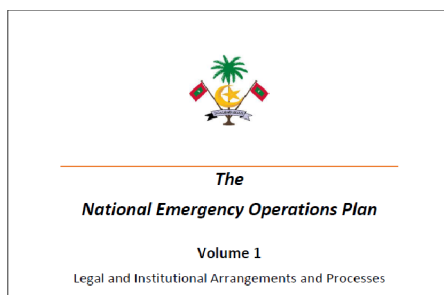 The
National Emergency Operations Plan
Volume 1
Legal and Institutional Arrangements and Processes